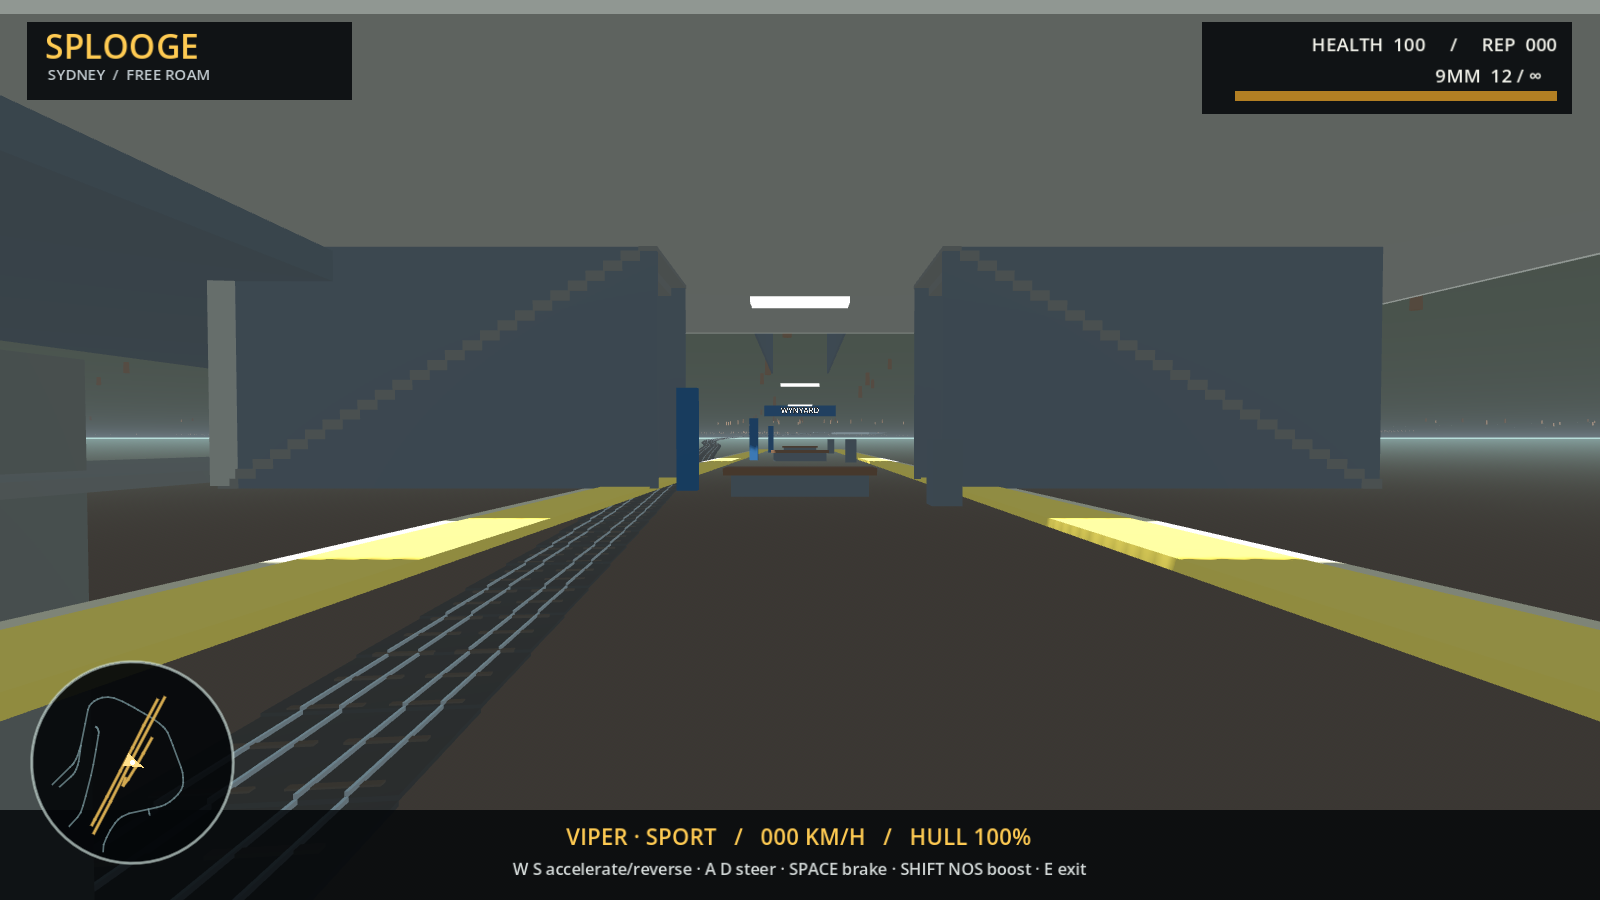 SPLOOGE
SYDNEY / FREE ROAM
HEALTH 100 / REP 000
9MM 12 / ∞
WYNYARD
VIPER · SPORT / 000 KM/H / HULL 100%
W S accelerate/reverse · A D steer · SPACE brake · SHIFT NOS boost · E exit